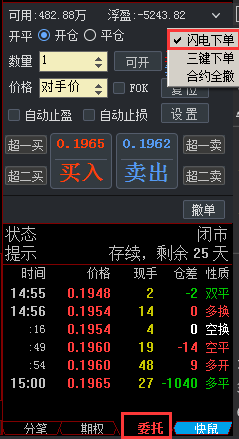 可用:482.88万 浮盈:-5243.82
开平 开仓 平仓
✓ 闪电下单
三键下单
合约全撤
数量 1 可开
价格 对手价 FOK 复位
自动止盈 自动止损 设置
超一买 0.1965 0.1962 超一卖
超二买 买入 卖出 超二卖
撤单
状态 闭市
提示 存续,剩余25天
时间 价格 现手 仓差 性质
14:55 0.1948 2 -2 双平
14:56 0.1954 14 0 多换
:16 0.1954 4 0 空换
:49 0.1960 19 -14 空平
:54 0.1960 48 9 多开
15:00 0.1965 27 -1040 多平
分笔 期权 委托 快鼠